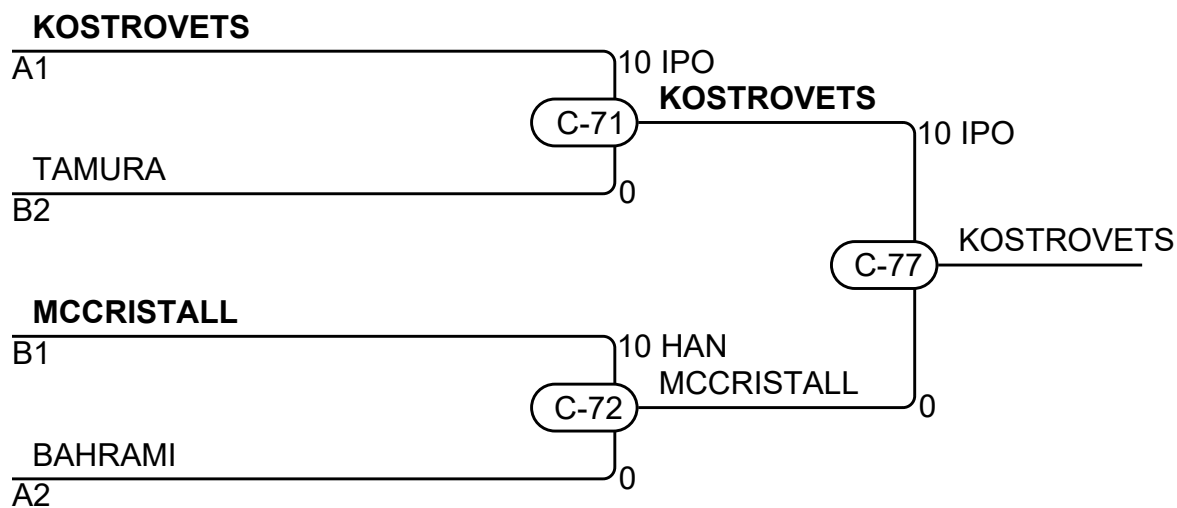 KOSTROVETS
A1
10 IPO
KOSTROVETS
C-71
10 IPO
TAMURA
B2
0
KOSTROVETS
C-77
MCCRISTALL
B1
10 HAN
MCCRISTALL
C-72
0
BAHRAMI
A2
0